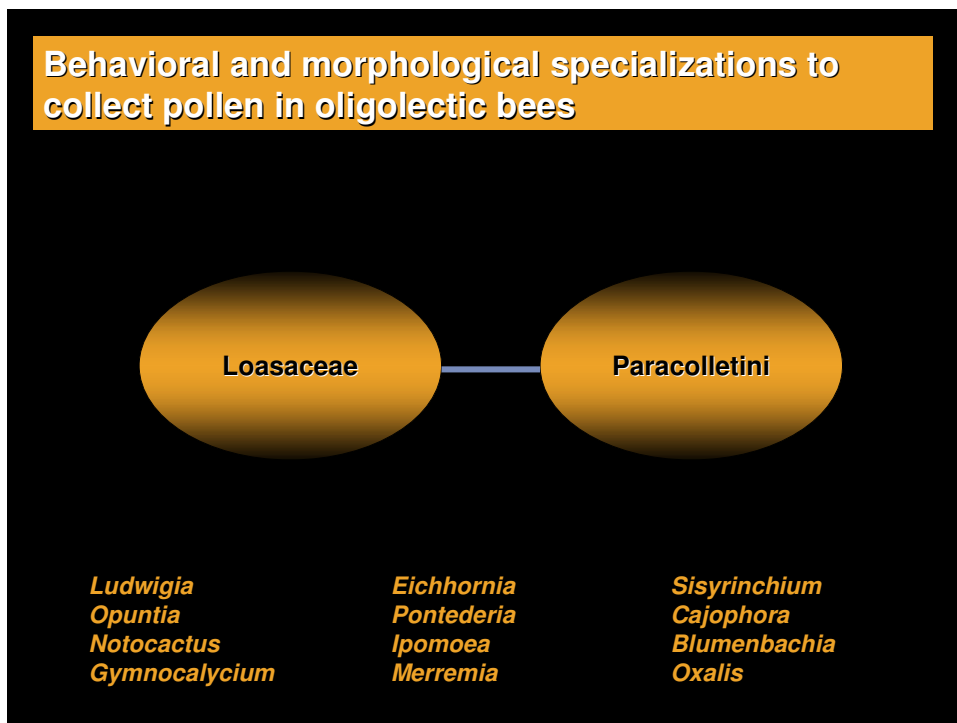 Behavioral and morphological specializations to
collect pollen in oligolectic bees
Loasaceae
Paracolletini
Ludwigia
Opuntia
Notocactus
Gymnocalycium
Eichhornia
Pontederia
Ipomoea
Merremia
Sisyrinchium
Cajophora
Blumenbachia
Oxalis